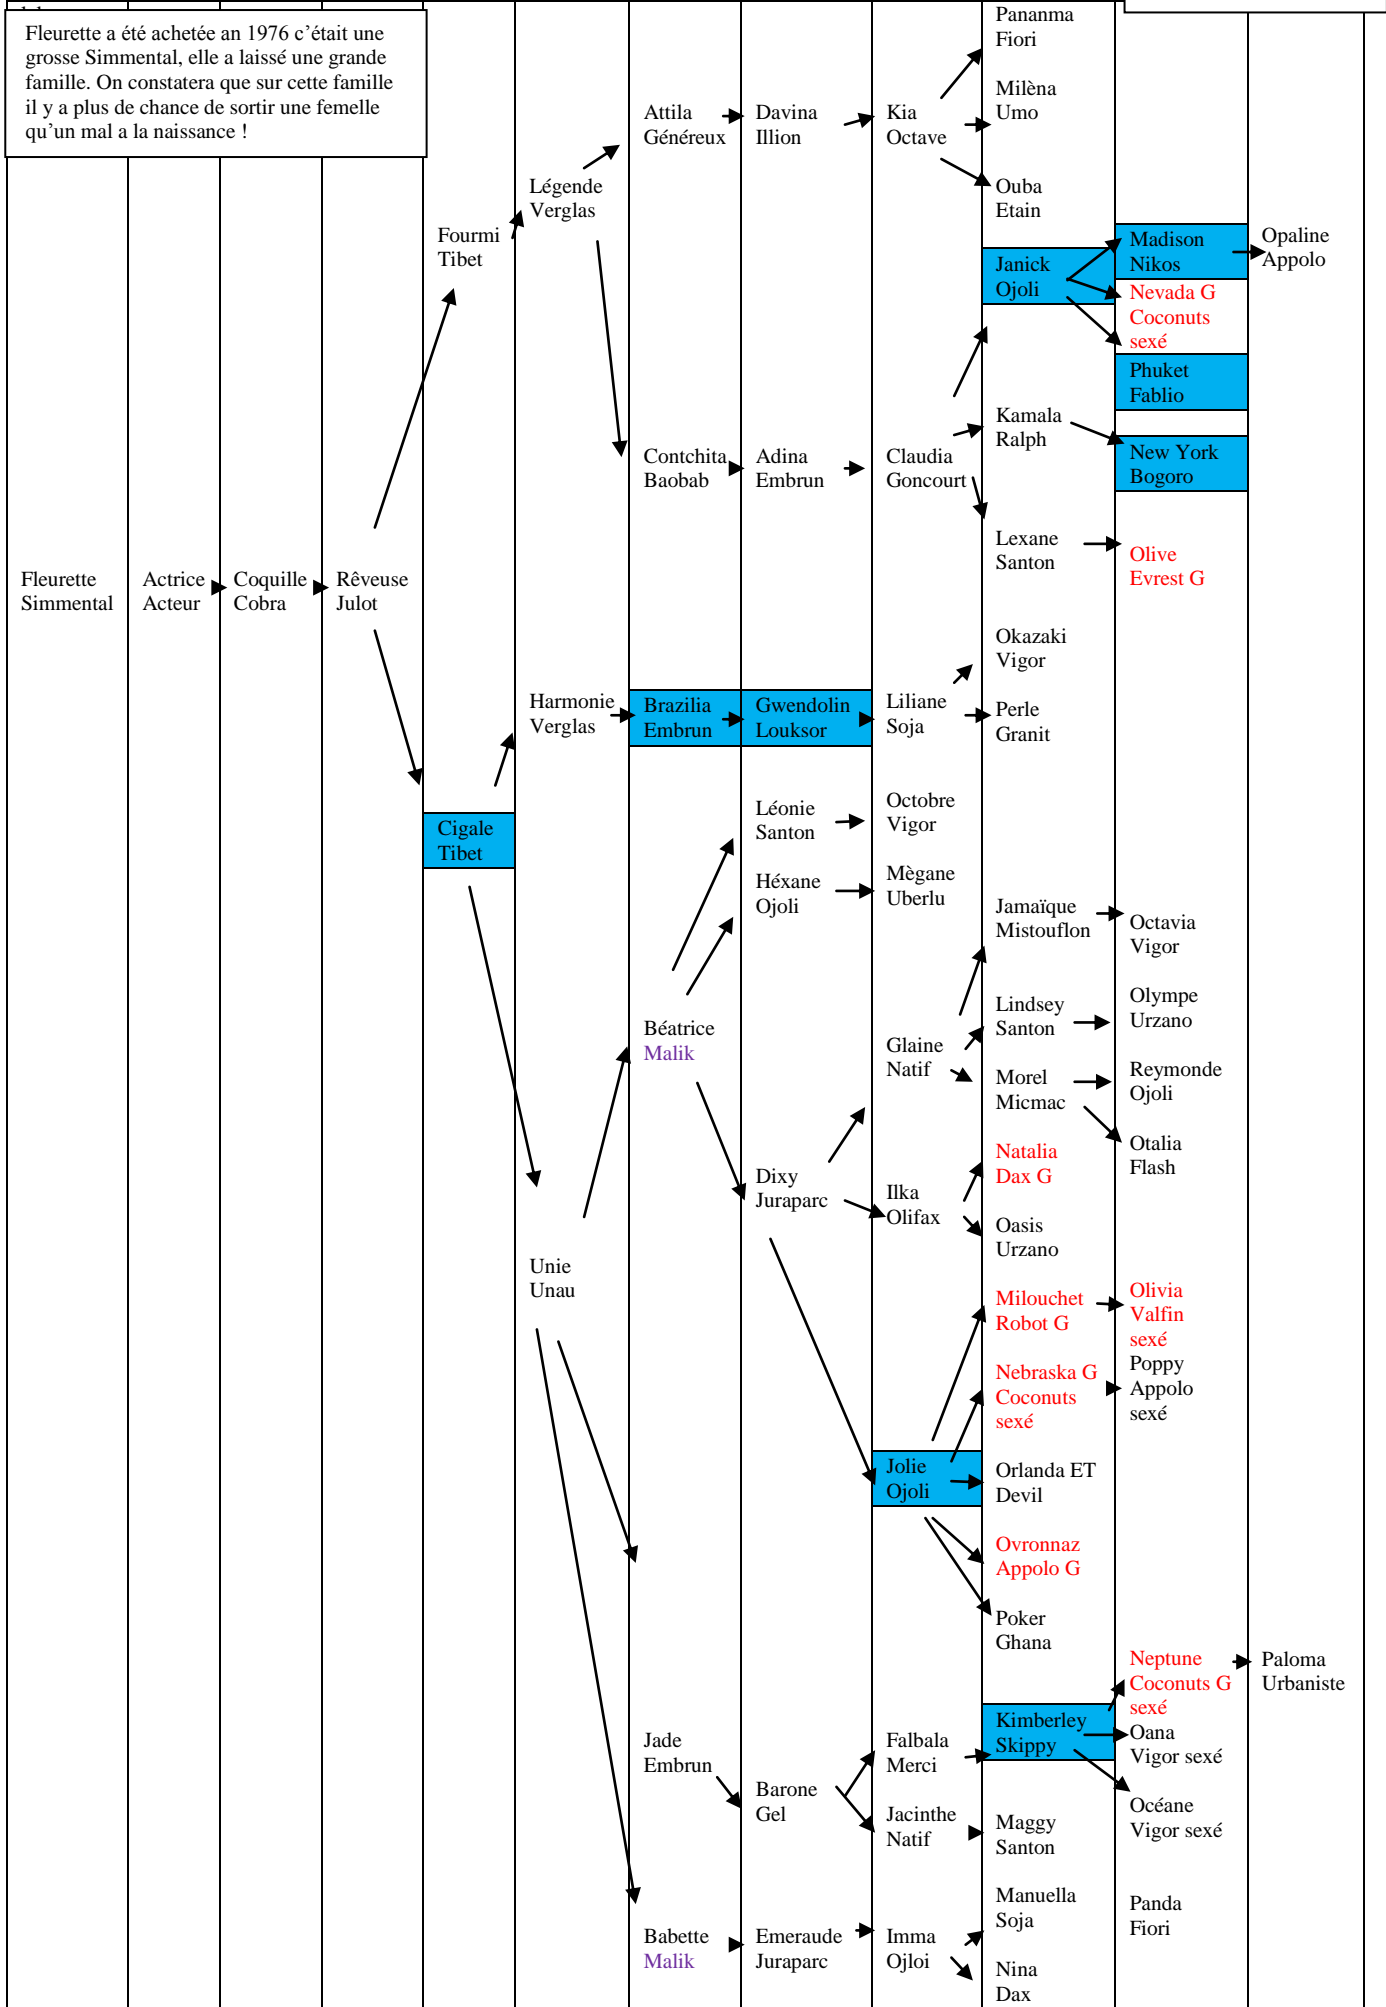 Fleurette a été achetée an 1976 c’était une
grosse Simmental, elle a laissé une grande
famille. On constatera que sur cette famille
il y a plus de chance de sortir une femelle
qu’un mal a la naissance !
Fleurette
Simmental
Actrice
Acteur
Coquille
Cobra
Rêveuse
Julot
Fourmi
Tibet
Cigale
Tibet
Légende
Verglas
Harmonie
Verglas
Unie
Unau
Attila
Généreux
Contchita
Baobab
Brazilia
Embrun
Béatrice
Malik
Jade
Embrun
Babette
Malik
Davina
Illion
Adina
Embrun
Gwendolin
Louksor
Léonie
Santon
Héxane
Ojoli
Dixy
Juraparc
Barone
Gel
Emeraude
Juraparc
Kia
Octave
Claudia
Goncourt
Liliane
Soja
Octobre
Vigor
Mègane
Uberlu
Glaine
Natif
Ilka
Olifax
Jolie
Ojoli
Falbala
Merci
Jacinthe
Natif
Imma
Ojloi
Pananma
Fiori
Milèna
Umo
Ouba
Etain
Janick
Ojoli
Kamala
Ralph
Lexane
Santon
Okazaki
Vigor
Perle
Granit
Jamaïque
Mistouflon
Lindsey
Santon
Morel
Micmac
Natalia
Dax G
Oasis
Urzano
Milouchet
Robot G
Nebraska G
Coconuts
sexé
Orlanda ET
Devil
Ovronnaz
Appolo G
Poker
Ghana
Kimberley
Skippy
Maggy
Santon
Manuella
Soja
Nina
Dax
Madison
Nikos
Nevada G
Coconuts
sexé
Phuket
Fablio
New York
Bogoro
Olive
Evrest G
Octavia
Vigor
Olympe
Urzano
Reymonde
Ojoli
Otalia
Flash
Olivia
Valfin
sexé
Poppy
Appolo
sexé
Neptune
Coconuts G
sexé
Oana
Vigor sexé
Océane
Vigor sexé
Panda
Fiori
Opaline
Appolo
Paloma
Urbaniste